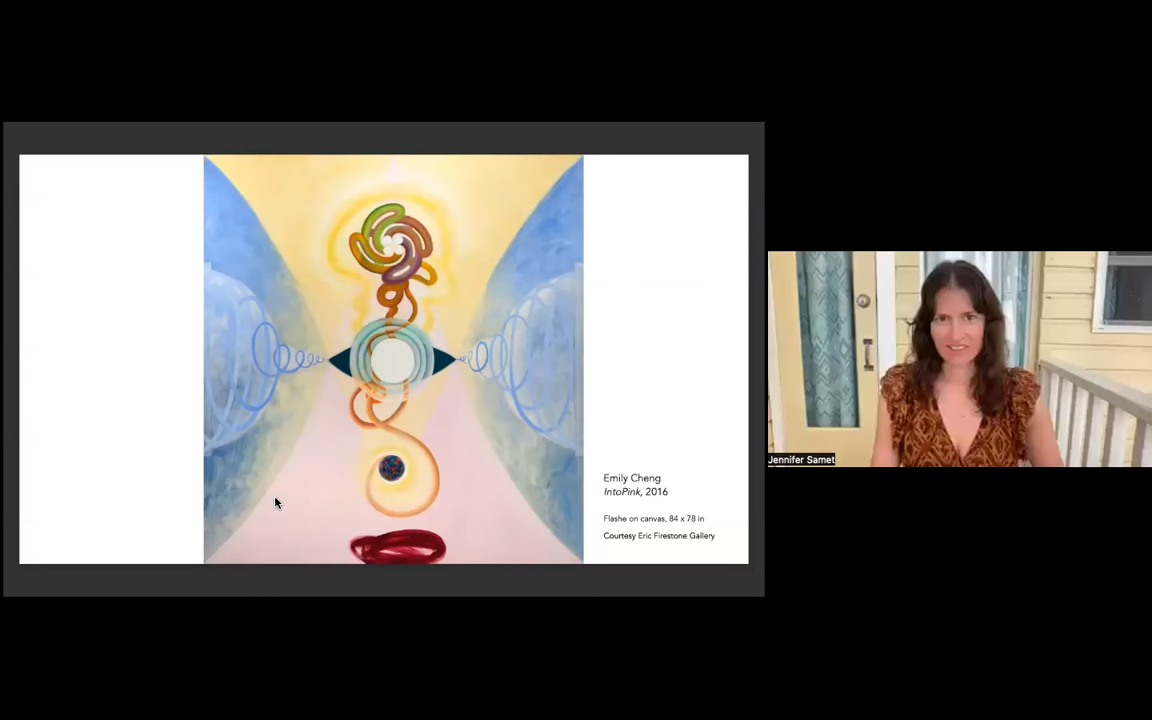 Emily Cheng
IntoPink, 2016
Flashe on canvas, 84 x 78 in
Courtesy Eric Firestone Gallery
Jennifer Samet